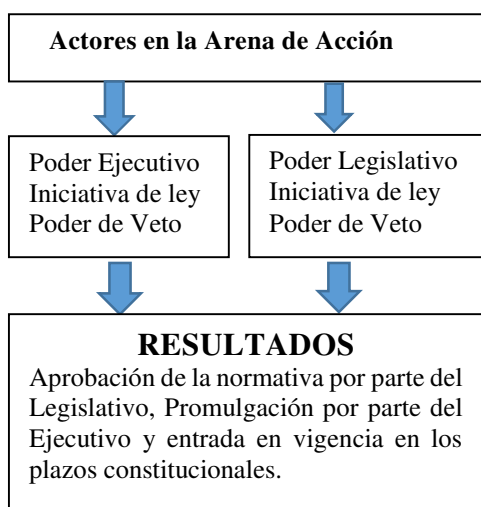 Actores en la Arena de Acción
Poder Ejecutivo
Iniciativa de ley
Poder de Veto
Poder Legislativo
Iniciativa de ley
Poder de Veto
RESULTADOS
Aprobación de la normativa por parte del
Legislativo, Promulgación por parte del
Ejecutivo y entrada en vigencia en los
plazos constitucionales.